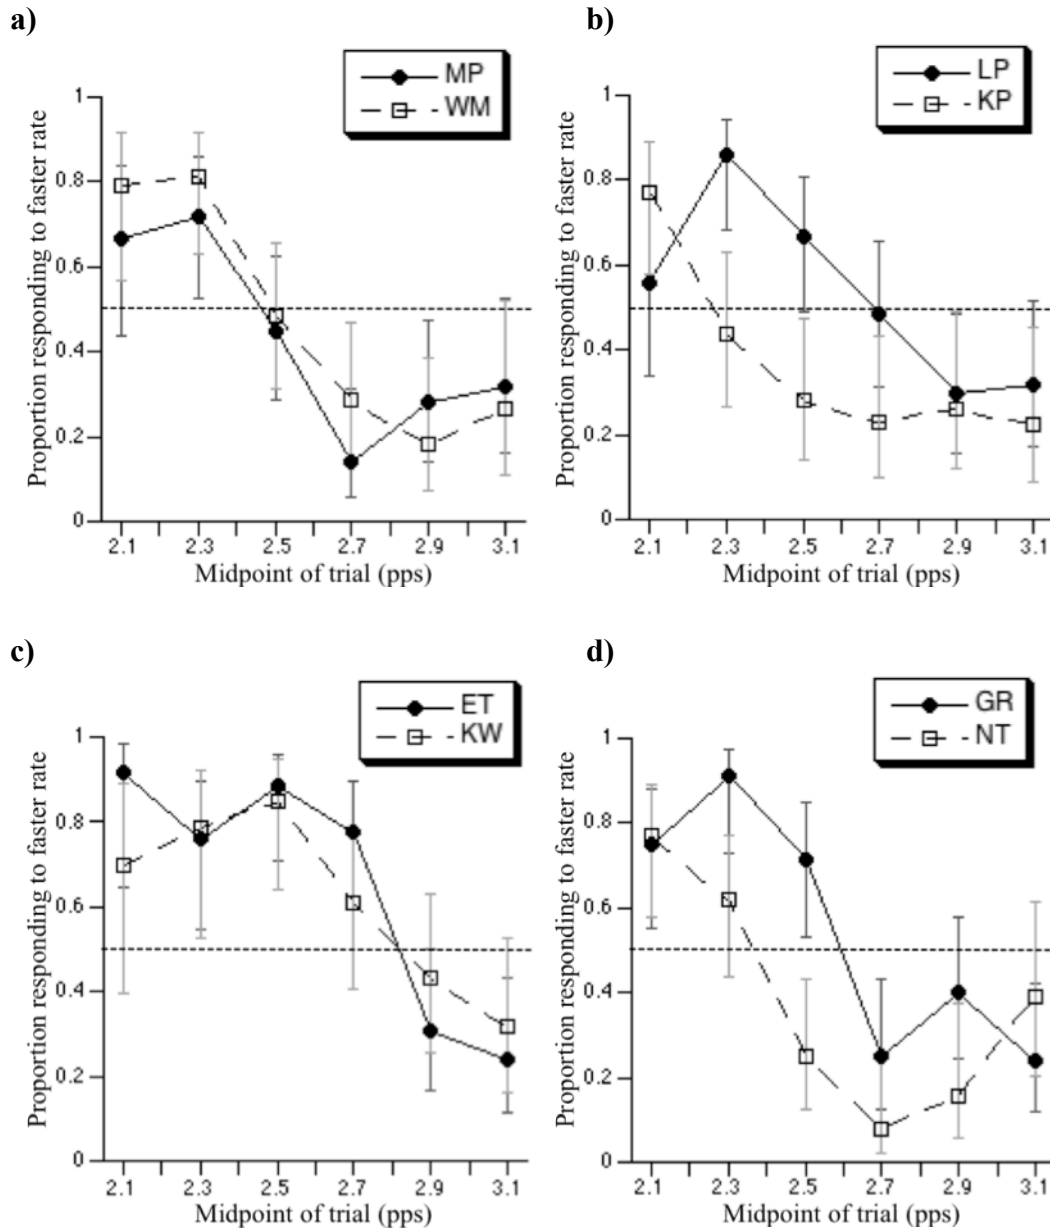 a)
MP
WM
Proportion responding to faster rate
1
0.8
0.6
0.4
0.2
0
2.1 2.3 2.5 2.7 2.9 3.1
Midpoint of trial (pps)
b)
LP
KP
Proportion responding to faster rate
1
0.8
0.6
0.4
0.2
0
2.1 2.3 2.5 2.7 2.9 3.1
Midpoint of trial (pps)
c)
ET
KW
Proportion responding to faster rate
1
0.8
0.6
0.4
0.2
0
2.1 2.3 2.5 2.7 2.9 3.1
Midpoint of trial (pps)
d)
GR
NT
Proportion responding to faster rate
1
0.8
0.6
0.4
0.2
0
2.1 2.3 2.5 2.7 2.9 3.1
Midpoint of trial (pps)